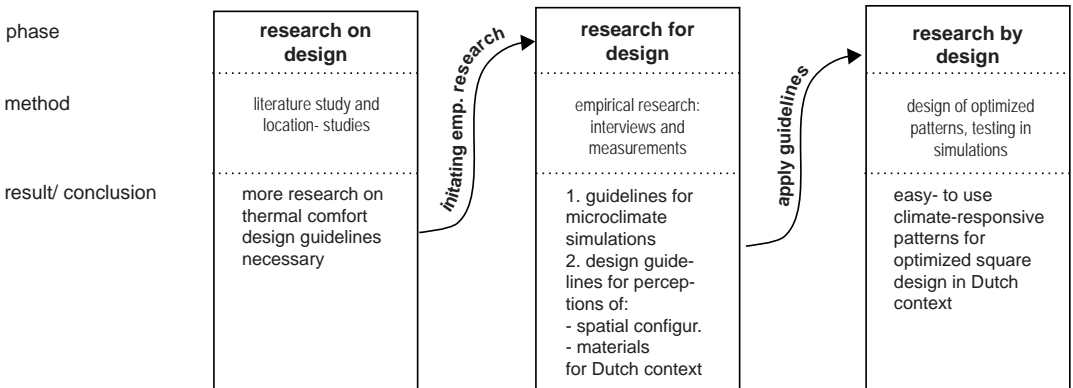 phase
research on
design
initating emp. research
research for
design
apply guidelines
research by
design
method
literature study and
location- studies
empirical research:
interviews and
measurements
design of optimized
patterns, testing in
simulations
result/ conclusion
more research on
thermal comfort
design guidelines
necessary
1. guidelines for
microclimate
simulations
2. design guide-
lines for percep-
tions of:
- spatial configur.
- materials
for Dutch context
easy- to use
climate-responsive
patterns for
optimized square
design in Dutch
context